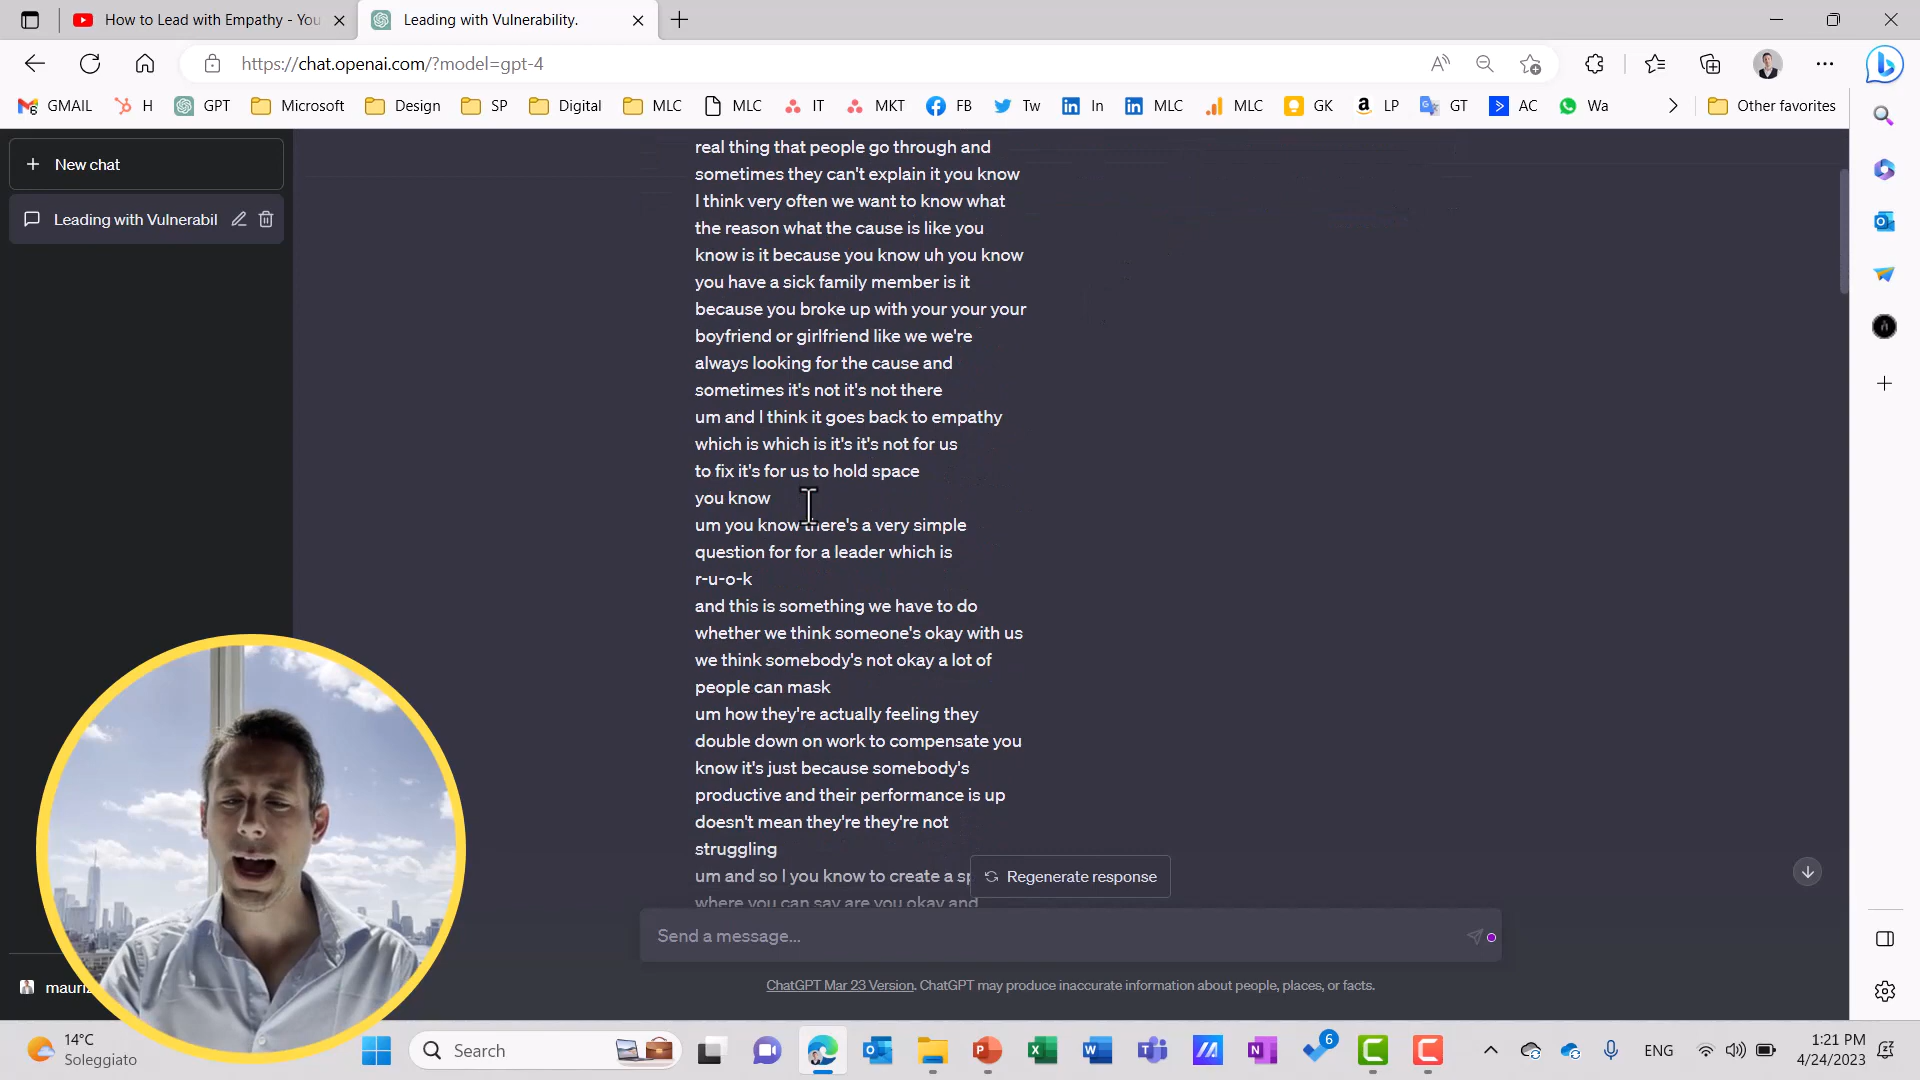 How to Lead with Empathy - You
Leading with Vulnerability.
https://chat.openai.com/?model=gpt-4
GMAIL H GPT Microsoft Design SP Digital MLC MLC IT MKT FB Tw In MLC MLC GK LP GT AC Wa Other favorites
New chat
Leading with Vulnerabil
real thing that people go through and
sometimes they can't explain it you know
I think very often we want to know what
the reason what the cause is like you
know is it because you know uh you know
you have a sick family member is it
because you broke up with your your your
boyfriend or girlfriend like we we're
always looking for the cause and
sometimes it's not it's not there
um and I think it goes back to empathy
which is which is it's it's not for us
to fix it's for us to hold space
you know
um you know there's a very simple
question for for a leader which is
r-u-o-k
and this is something we have to do
whether we think someone's okay with us
we think somebody's not okay a lot of
people can mask
um how they're actually feeling they
double down on work to compensate you
know it's just because somebody's
productive and their performance is up
doesn't mean they're they're not
struggling
um and so I you know to create a sp
where you can say are you okay and
Regenerate response
Send a message...
ChatGPT Mar 23 Version. ChatGPT may produce inaccurate information about people, places, or facts.
mauriz
14°C
Soleggiato
Search
6
ENG
1:21 PM
4/24/2023